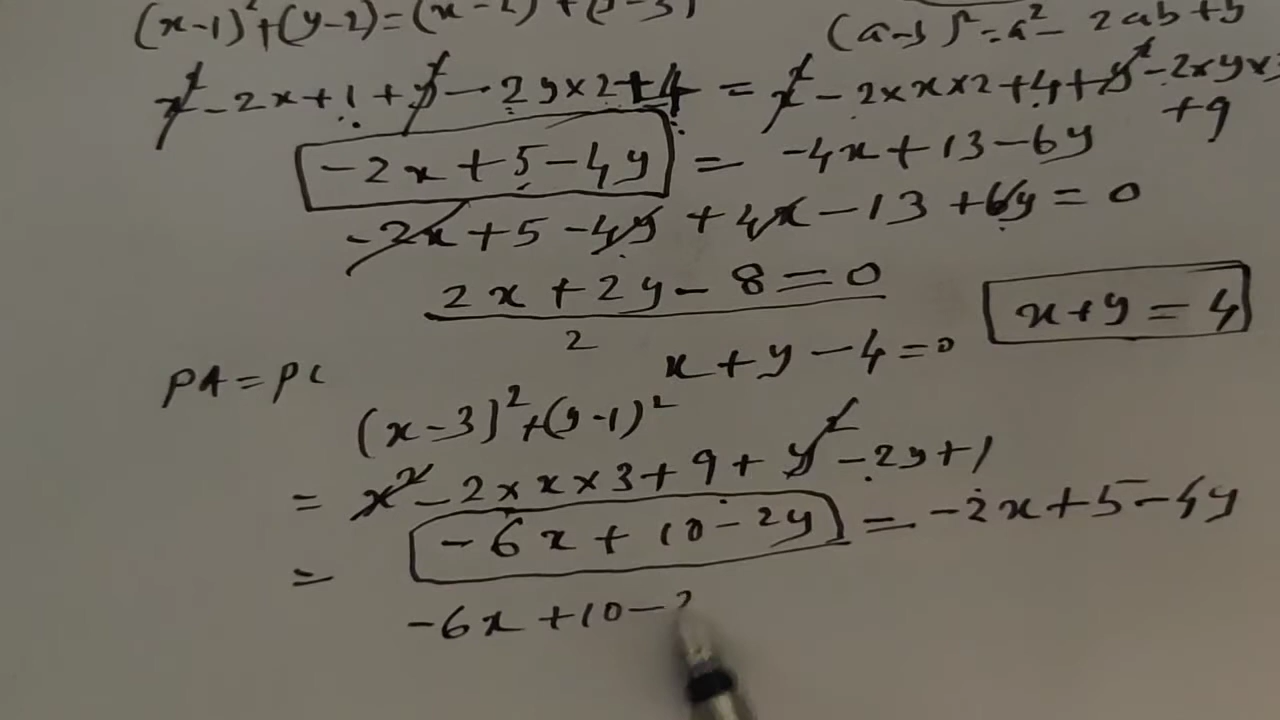 (x-1)²+(y-2)=(x-2)+(y-3)
(a-b)²=a²-2ab+b
x²-2x+1+y²-2y×2+4=x²-2×x×2+4+y²-2×y×3
+9
-2x+5-4y=-4x+13-6y
-2x+5-4y+4x-13+6y=0
2x+2y-8=0
2
x+y=4
x+y-4=0
PA=PC
(x-3)²+(y-1)²
=x²-2×x×3+9+y²-2y+1
=-6x+10-2y=-2x+5-4y
-6x+10-2